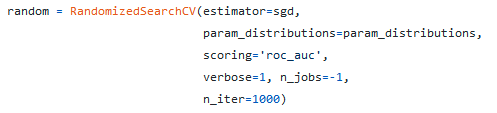 random = RandomizedSearchCV(estimator=sgd,
param_distributions=param_distributions,
scoring='roc_auc',
verbose=1, n_jobs=-1,
n_iter=1000)